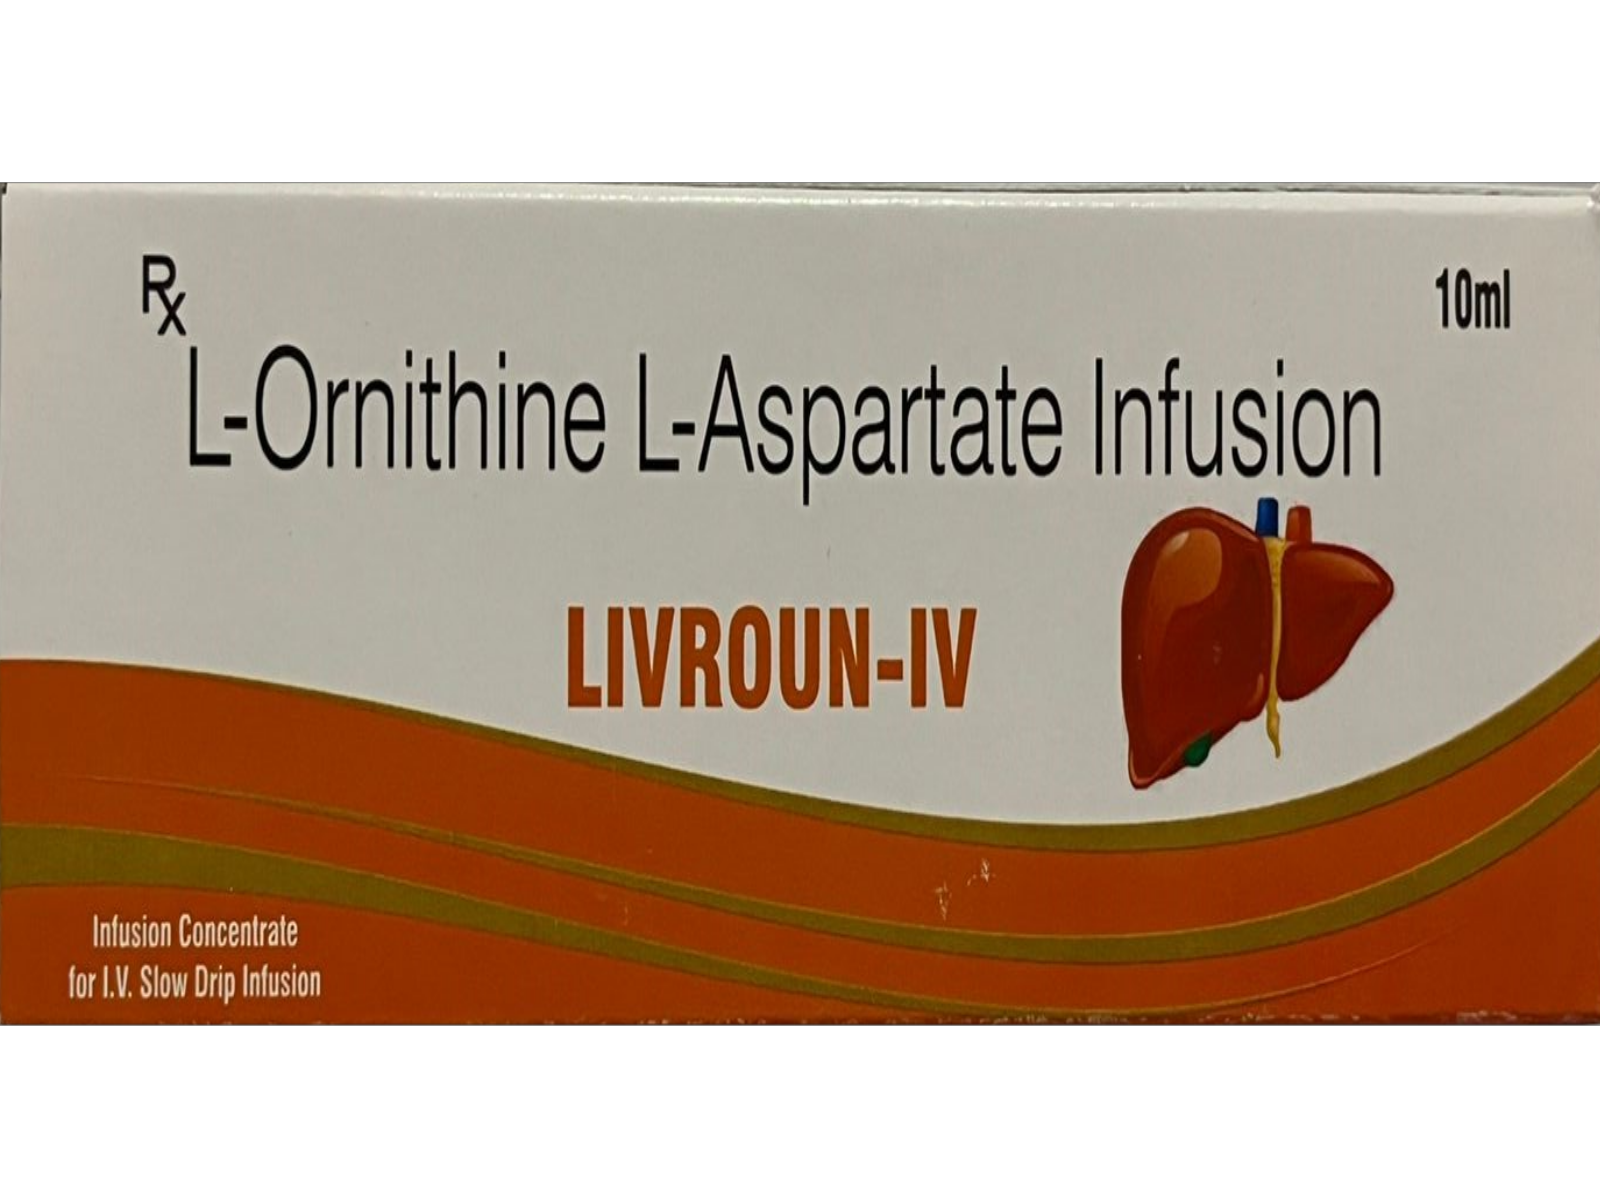 Rx
10ml
L-Ornithine L-Aspartate Infusion
LIVROUN-IV
Infusion Concentrate
for I.V. Slow Drip Infusion